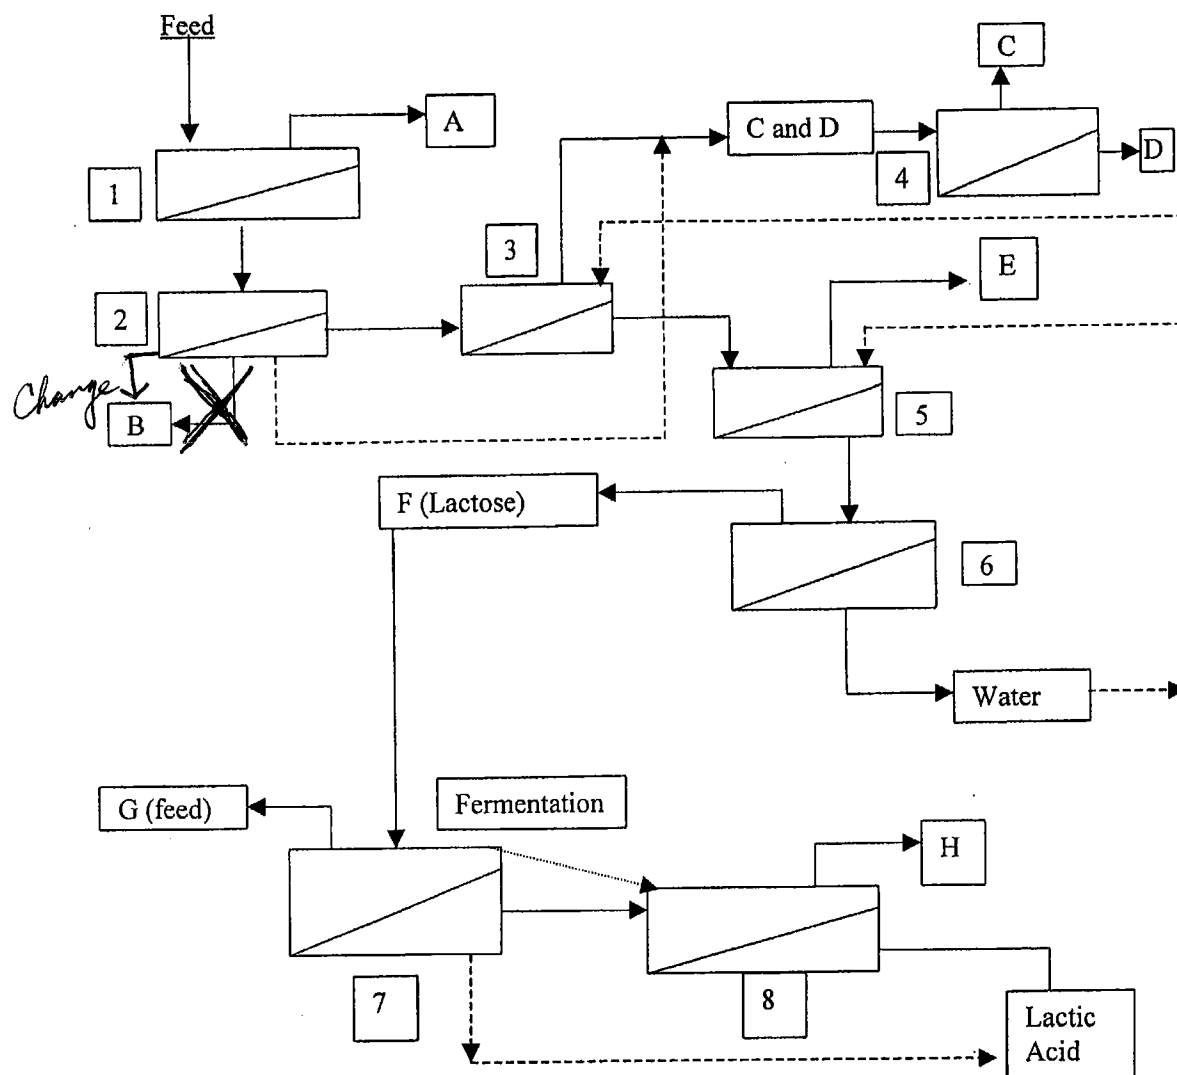 Feed
C
A
C and D
D
1
4
3
E
2
Change
B
5
F (Lactose)
6
Water
G (feed)
Fermentation
H
7
8
Lactic
Acid